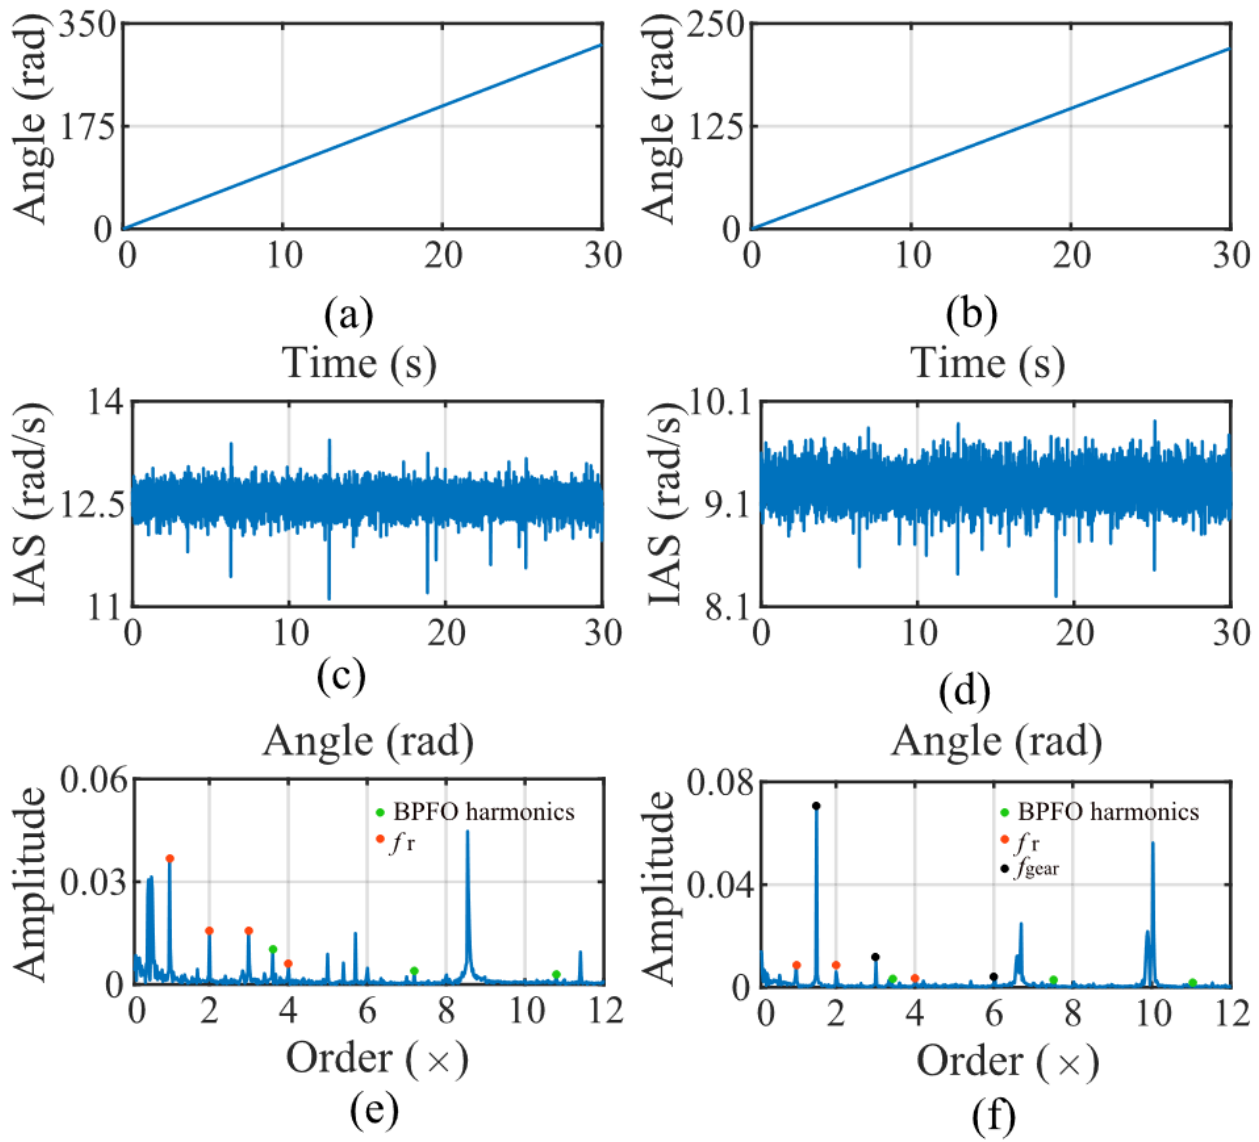 350
175
0
Angle (rad)
0 10 20 30
(a)
Time (s)
250
125
0
Angle (rad)
0 10 20 30
(b)
Time (s)
14
12.5
11
IAS (rad/s)
0 10 20 30
(c)
Angle (rad)
10.1
9.1
8.1
IAS (rad/s)
0 10 20 30
(d)
Angle (rad)
0.06
0.03
0
Amplitude
BPFO harmonics
fr
0 2 4 6 8 10 12
Order (×)
(e)
0.08
0.04
0
Amplitude
BPFO harmonics
fr
fgear
0 2 4 6 8 10 12
Order (×)
(f)